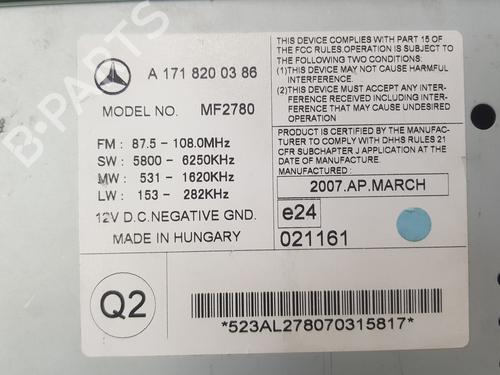 A 171 820 03 86
MODEL NO. MF2780
FM : 87.5 - 108.0MHz
SW : 5800 - 6250KHz
MW : 531 - 1620KHz
LW : 153 - 282KHz
12V D.C.NEGATIVE GND.
MADE IN HUNGARY
THIS DEVICE COMPLIES WITH PART 15 OF
THE FCC RULES.OPERATION IS SUBJECT TO
THE FOLLOWING TWO CONDITIONS:
(1)THIS DEVICE MAY NOT CAUSE HARMFUL
INTERFERENCE.
(2)THIS DEVICE MUST ACCEPT ANY INTER-
FERENCE RECEIVED INCLUDING INTER-
FERENCE THAT MAY CAUSE UNDESIRED
OPERATION
PRODUCT IS CERTIFIED BY THE MANUFAC-
TURER TO COMPLY WITH DHHS RULES 21
CFR SUBCHAPTER J APPLICATION AT THE
DATE OF MANUFACTURE.
MANUFACTURED:
2007.AP.MARCH
e24
021161
Q2
*523AL278070315817*
B-PARTS